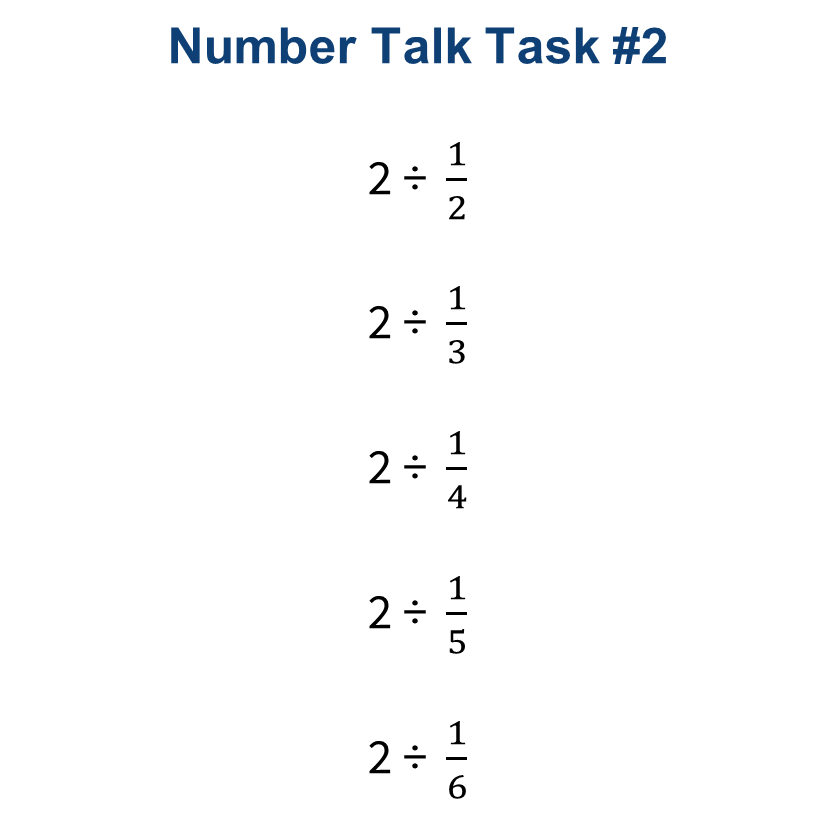 Number Talk Task #2
2 ÷ 1/2
2 ÷ 1/3
2 ÷ 1/4
2 ÷ 1/5
2 ÷ 1/6